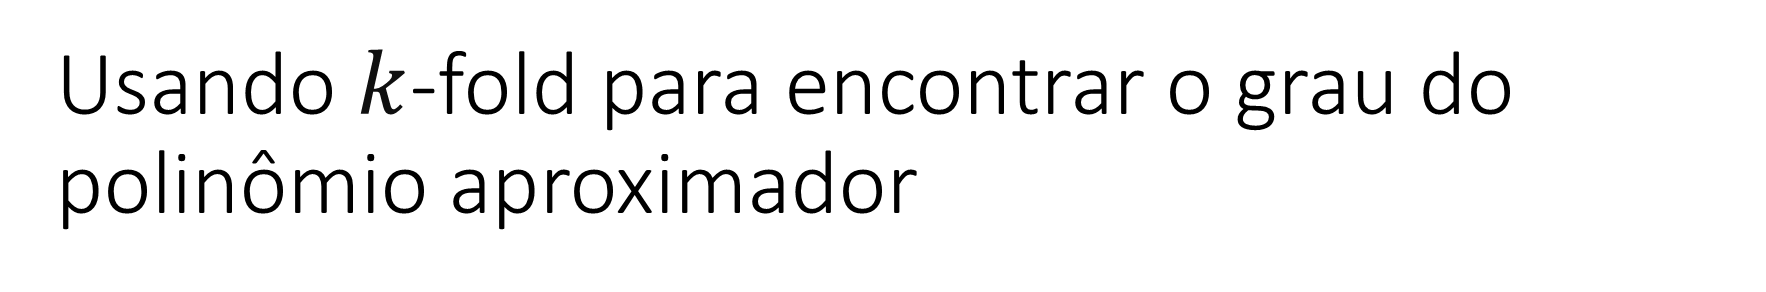 Usando k-fold para encontrar o grau do
polinômio aproximador